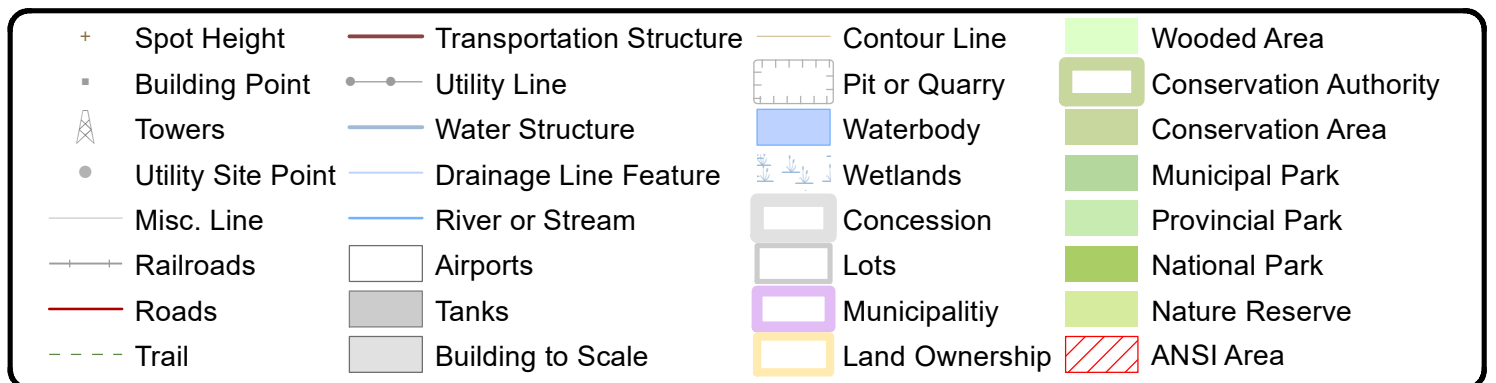 Spot Height
Building Point
Towers
Utility Site Point
Misc. Line
Railroads
Roads
Trail
Transportation Structure
Utility Line
Water Structure
Drainage Line Feature
River or Stream
Airports
Tanks
Building to Scale
Contour Line
Pit or Quarry
Waterbody
Wetlands
Concession
Lots
Municipalitiy
Land Ownership
Wooded Area
Conservation Authority
Conservation Area
Municipal Park
Provincial Park
National Park
Nature Reserve
ANSI Area